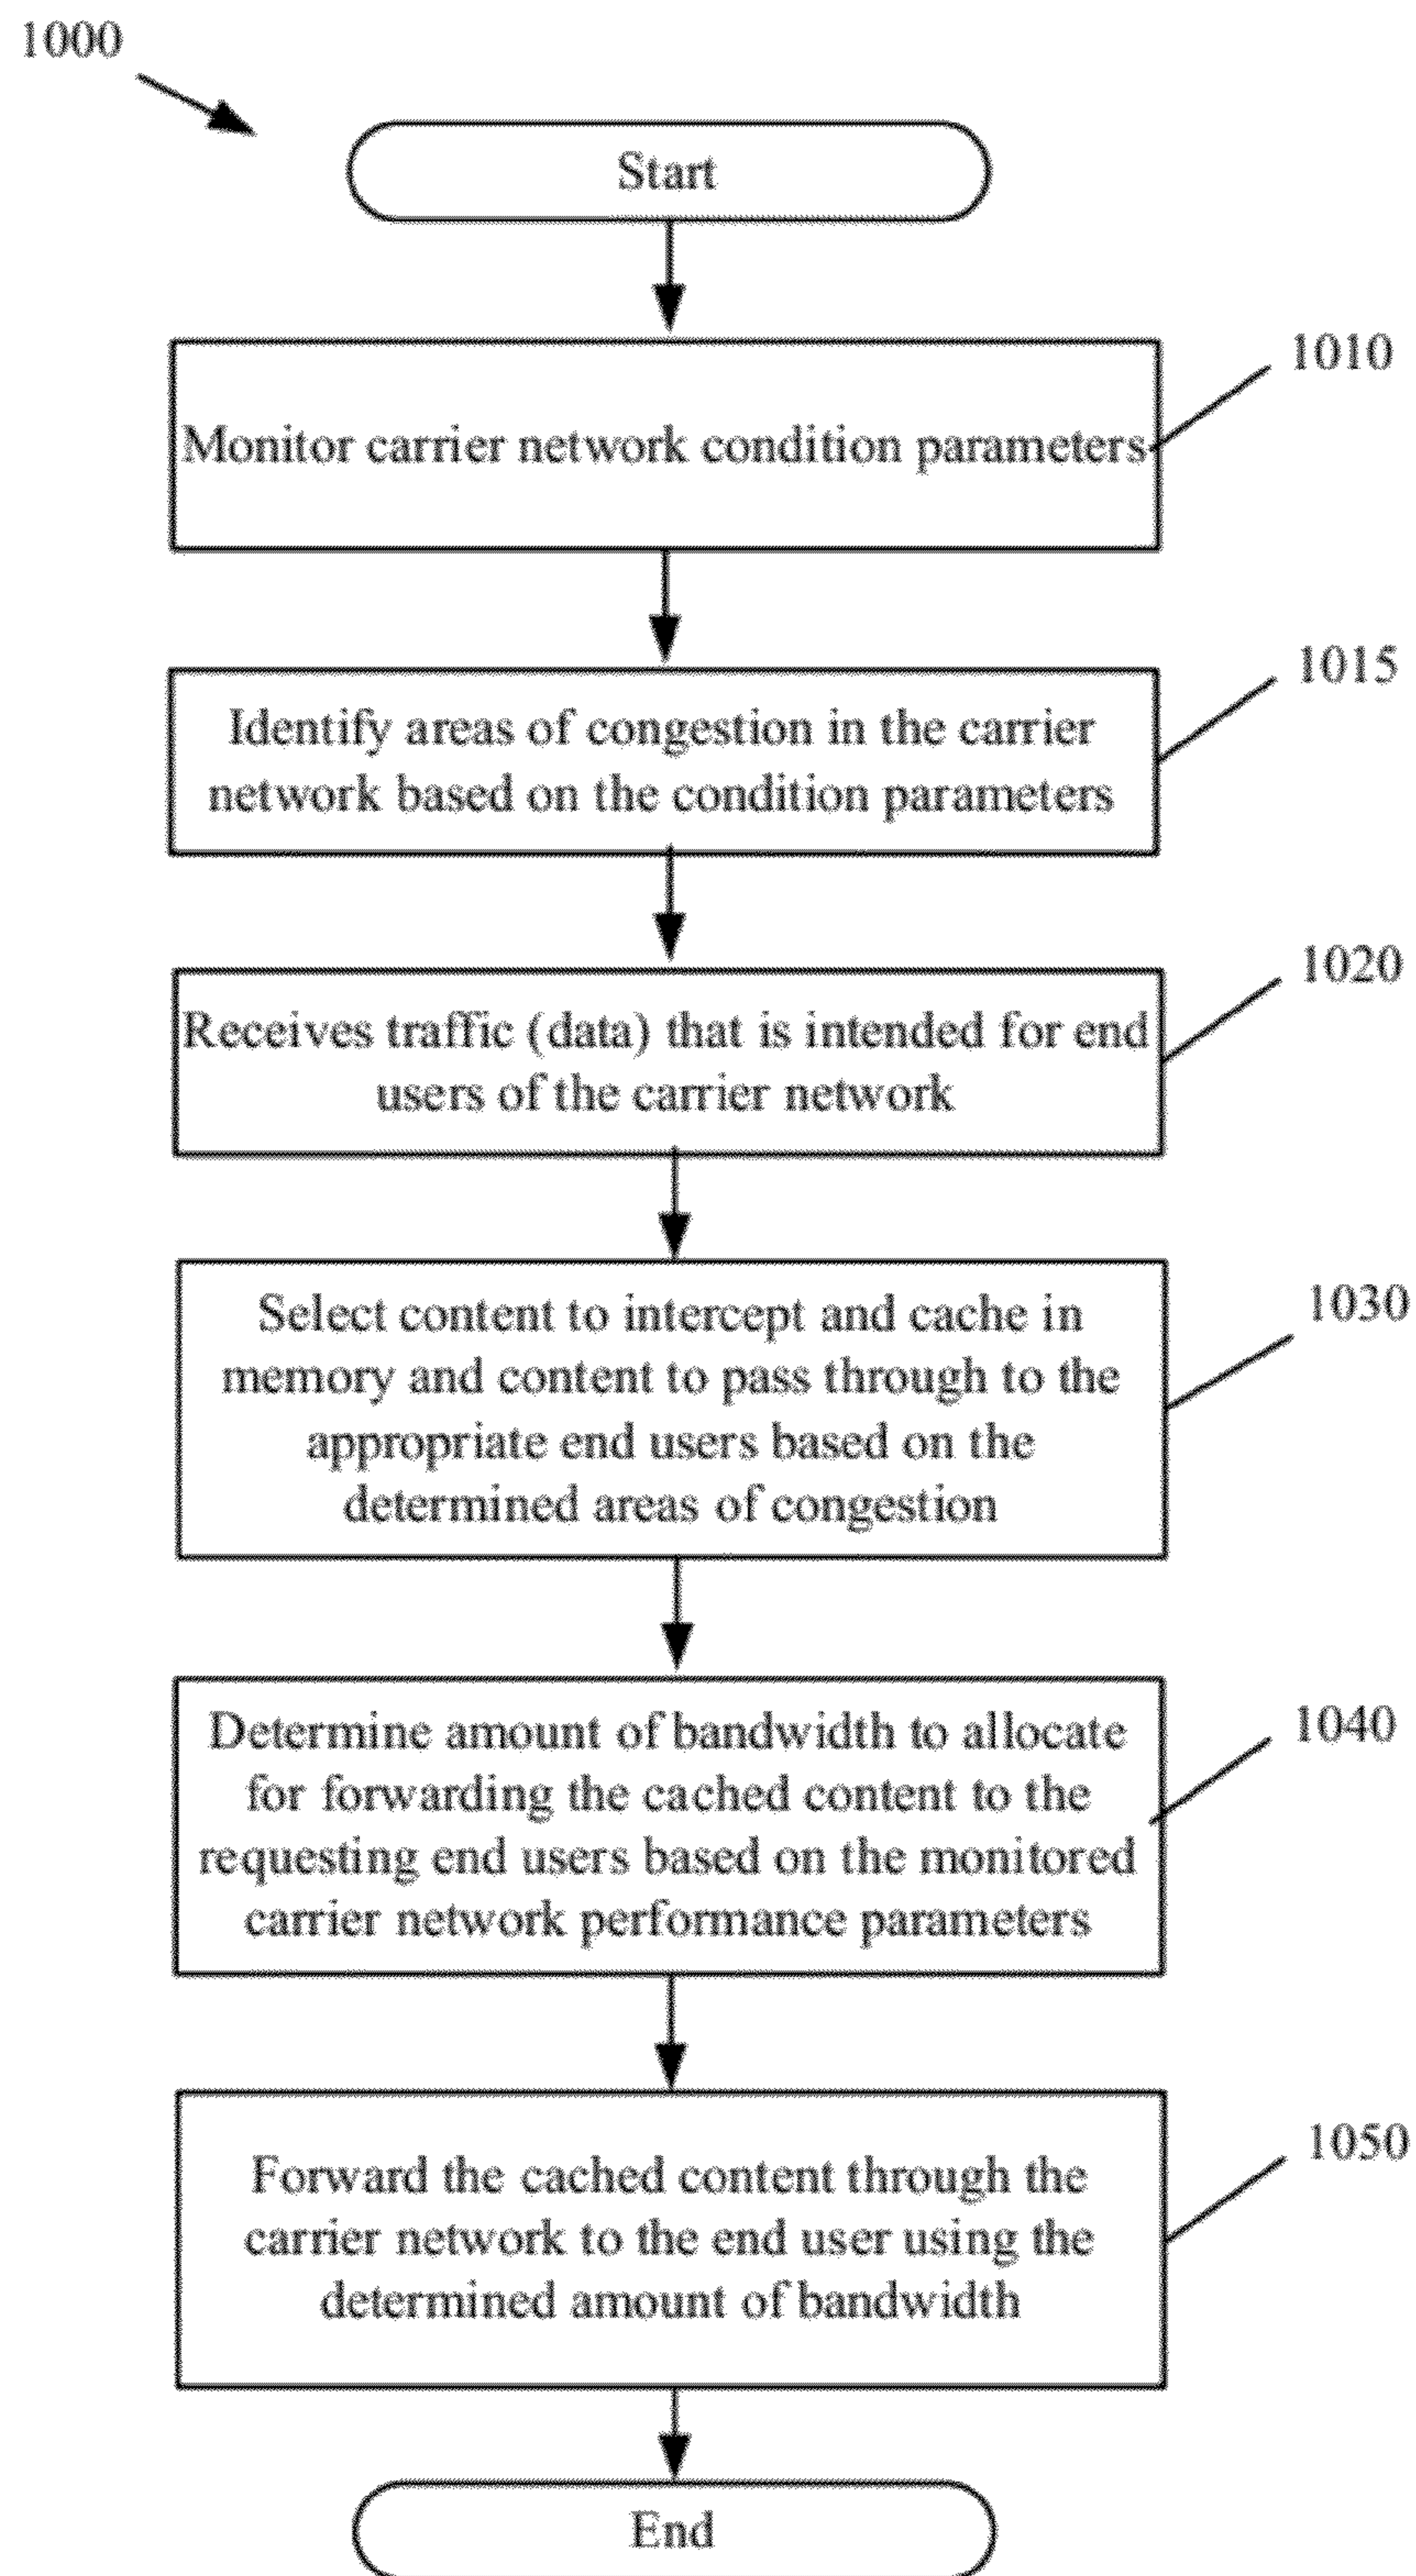 1000
Start
1010
Monitor carrier network condition parameters
1015
Identify areas of congestion in the carrier
network based on the condition parameters
1020
Receives traffic (data) that is intended for end
users of the carrier network
1030
Select content to intercept and cache in
memory and content to pass through to the
appropriate end users based on the
determined areas of congestion
1040
Determine amount of bandwidth to allocate
for forwarding the cached content to the
requesting end users based on the monitored
carrier network performance parameters
1050
Forward the cached content through the
carrier network to the end user using the
determined amount of bandwidth
End